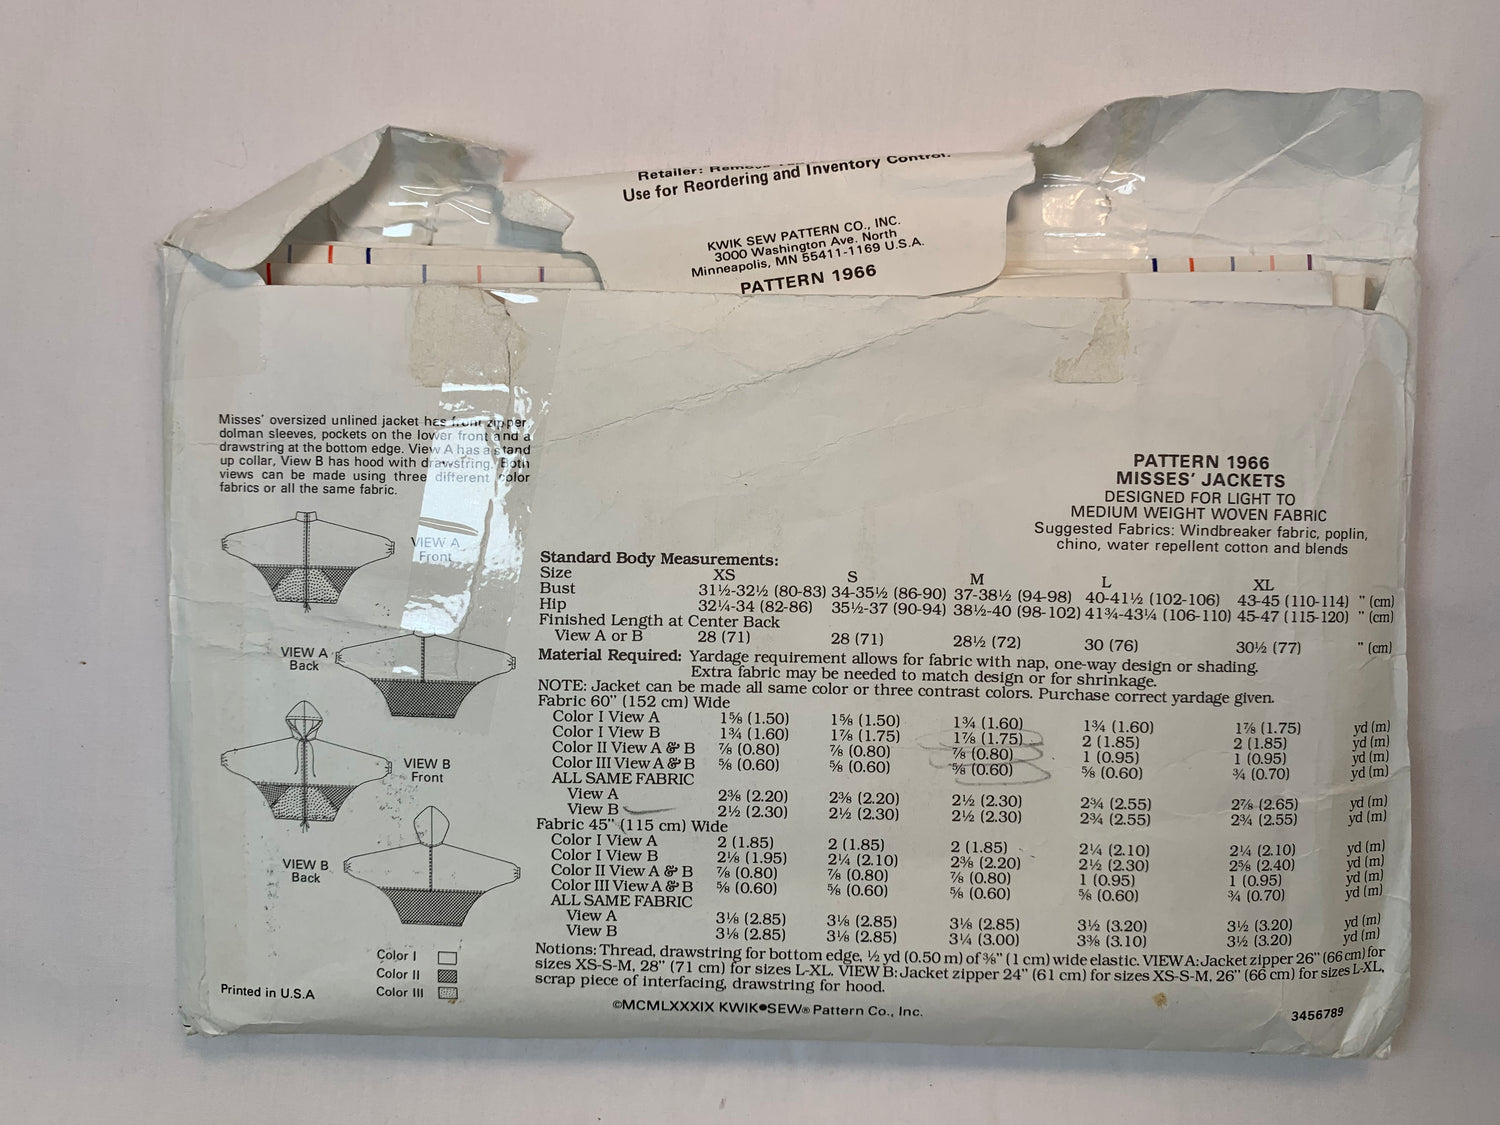 Retailer:
Use for Reordering and Inventory Control.
KWIK SEW PATTERN CO., INC.
3000 Washington Ave. North
Minneapolis, MN 55411-1169 U.S.A.
PATTERN 1966
Misses' oversized unlined jacket has front zipper,
dolman sleeves, pockets on the lower front and a
drawstring at the bottom edge. View A has a stand
up collar, View B has hood with drawstring. Both
views can be made using three different color
fabrics or all the same fabric.
VIEW A
Front
VIEW A
Back
VIEW B
Front
VIEW B
Back
Color I
Color II
Color III
Printed in U.S.A
PATTERN 1966
MISSES' JACKETS
DESIGNED FOR LIGHT TO
MEDIUM WEIGHT WOVEN FABRIC
Suggested Fabrics: Windbreaker fabric, poplin,
chino, water repellent cotton and blends
Standard Body Measurements:
Size XS S M L XL
Bust 31½-32½ (80-83) 34-35½ (86-90) 37-38½ (94-98) 40-41½ (102-106) 43-45 (110-114) " (cm)
Hip 32¼-34 (82-86) 35½-37 (90-94) 38½-40 (98-102) 41¾-43¼ (106-110) 45-47 (115-120) " (cm)
Finished Length at Center Back
View A or B 28 (71) 28 (71) 28½ (72) 30 (76) 30½ (77) " (cm)
Material Required: Yardage requirement allows for fabric with nap, one-way design or shading.
Extra fabric may be needed to match design or for shrinkage.
NOTE: Jacket can be made all same color or three contrast colors. Purchase correct yardage given.
Fabric 60" (152 cm) Wide
Color I View A 1⅝ (1.50) 1⅝ (1.50) 1¾ (1.60) 1¾ (1.60) 1⅞ (1.75) yd (m)
Color I View B 1¾ (1.60) 1⅞ (1.75) 1⅞ (1.75) 2 (1.85) 2 (1.85) yd (m)
Color II View A & B ⅞ (0.80) ⅞ (0.80) ⅞ (0.80) 1 (0.95) 1 (0.95) yd (m)
Color III View A & B ⅝ (0.60) ⅝ (0.60) ⅝ (0.60) ⅝ (0.60) ¾ (0.70) yd (m)
ALL SAME FABRIC
View A 2⅜ (2.20) 2⅜ (2.20) 2½ (2.30) 2¾ (2.55) 2⅞ (2.65) yd (m)
View B 2½ (2.30) 2½ (2.30) 2½ (2.30) 2¾ (2.55) 2¾ (2.55) yd (m)
Fabric 45" (115 cm) Wide
Color I View A 2 (1.85) 2 (1.85) 2 (1.85) 2¼ (2.10) 2¼ (2.10) yd (m)
Color I View B 2⅛ (1.95) 2¼ (2.10) 2⅜ (2.20) 2½ (2.30) 2⅝ (2.40) yd (m)
Color II View A & B ⅞ (0.80) ⅞ (0.80) ⅞ (0.80) 1 (0.95) 1 (0.95) yd (m)
Color III View A & B ⅝ (0.60) ⅝ (0.60) ⅝ (0.60) ⅝ (0.60) ¾ (0.70) yd (m)
ALL SAME FABRIC
View A 3⅛ (2.85) 3⅛ (2.85) 3⅛ (2.85) 3½ (3.20) 3½ (3.20) yd (m)
View B 3⅛ (2.85) 3⅛ (2.85) 3¼ (3.00) 3⅜ (3.10) 3½ (3.20) yd (m)
Notions: Thread, drawstring for bottom edge, ½ yd (0.50 m) of ⅜" (1 cm) wide elastic. VIEW A: Jacket zipper 26" (66 cm) for
sizes XS-S-M, 28" (71 cm) for sizes L-XL. VIEW B: Jacket zipper 24" (61 cm) for sizes XS-S-M, 26" (66 cm) for sizes L-XL,
scrap piece of interfacing, drawstring for hood.
©MCMLXXXIX KWIK•SEW® Pattern Co., Inc.
3456789